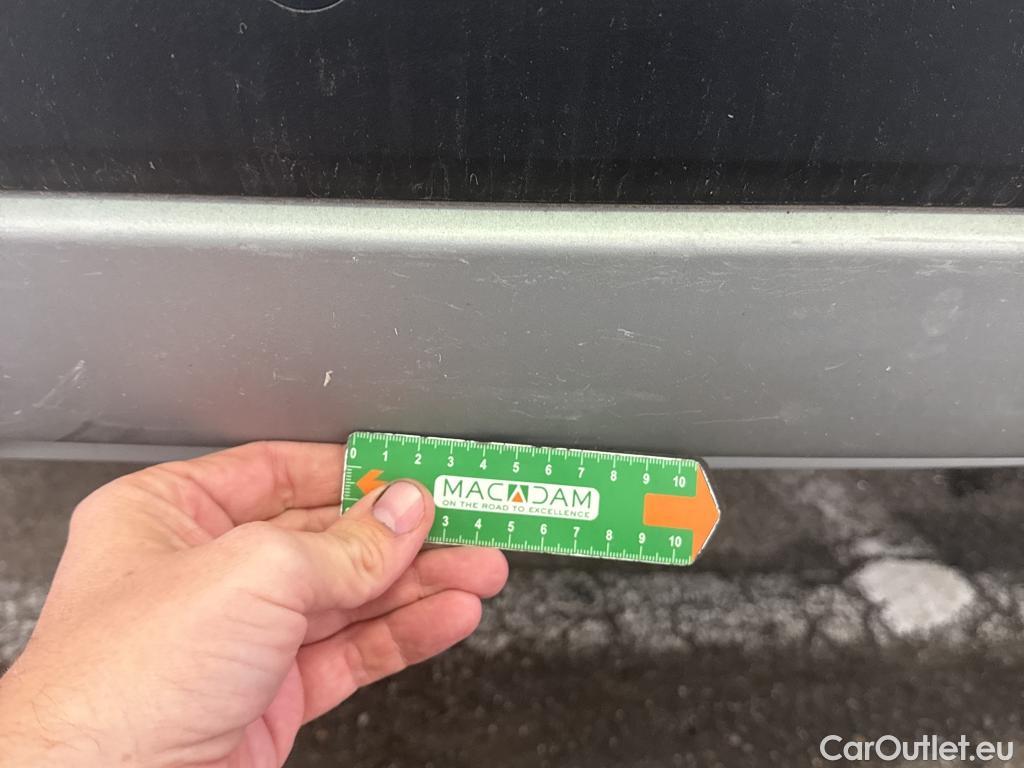 0 1 2 3 4 5 6 7 8 9 10
MACADAM
ON THE ROAD TO EXCELLENCE
3 4 5 6 7 8 9 10
CarOutlet.eu